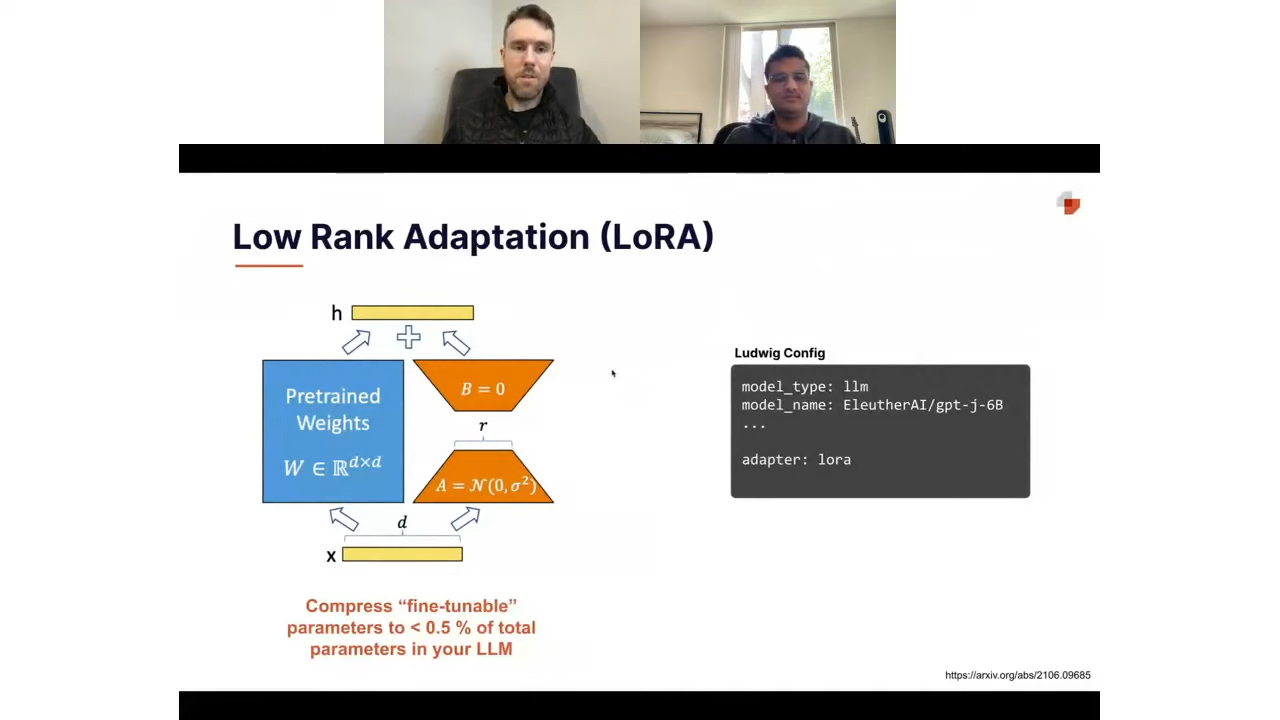 Low Rank Adaptation (LoRA)
h
Pretrained
Weights
W ∈ ℝ^{d×d}
B = 0
r
A = 𝒩(0, σ²)
d
x
Compress “fine-tunable”
parameters to < 0.5 % of total
parameters in your LLM
Ludwig Config
model_type: llm
model_name: EleutherAI/gpt-j-6B
...
adapter: lora
https://arxiv.org/abs/2106.09685